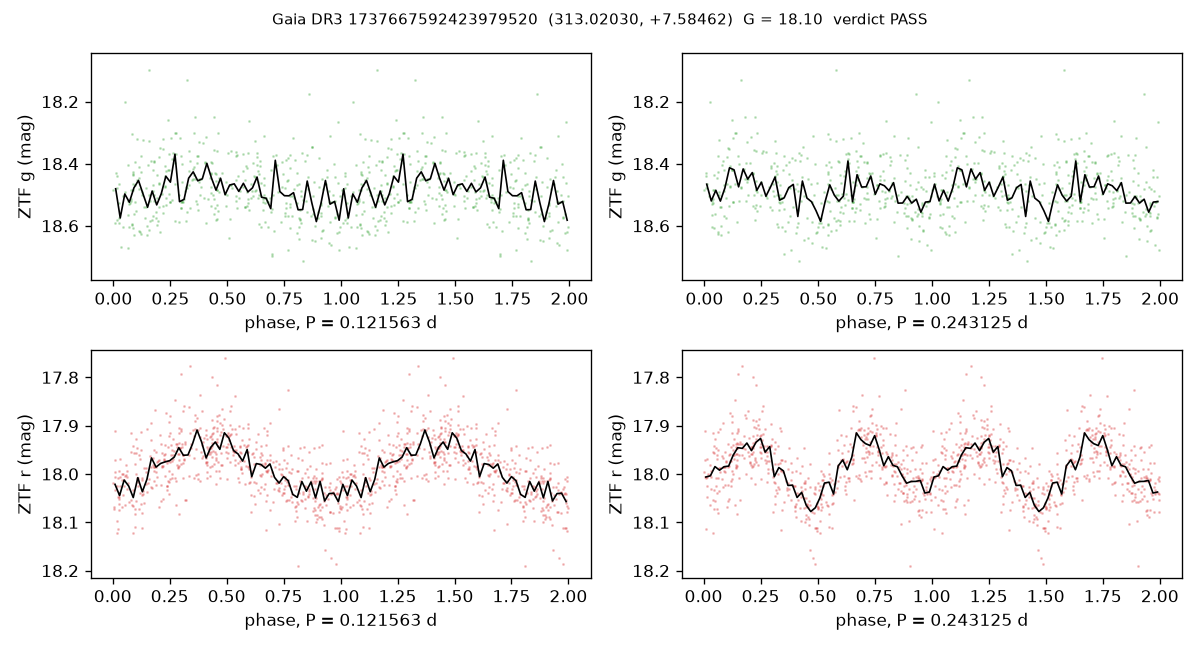 Gaia DR3 1737667592423979520 (313.02030, +7.58462) G = 18.10 verdict PASS
ZTF g (mag)
18.2
18.4
18.6
0.00 0.25 0.50 0.75 1.00 1.25 1.50 1.75 2.00
phase, P = 0.121563 d
ZTF g (mag)
18.2
18.4
18.6
0.00 0.25 0.50 0.75 1.00 1.25 1.50 1.75 2.00
phase, P = 0.243125 d
ZTF r (mag)
17.8
17.9
18.0
18.1
18.2
0.00 0.25 0.50 0.75 1.00 1.25 1.50 1.75 2.00
phase, P = 0.121563 d
ZTF r (mag)
17.8
17.9
18.0
18.1
18.2
0.00 0.25 0.50 0.75 1.00 1.25 1.50 1.75 2.00
phase, P = 0.243125 d